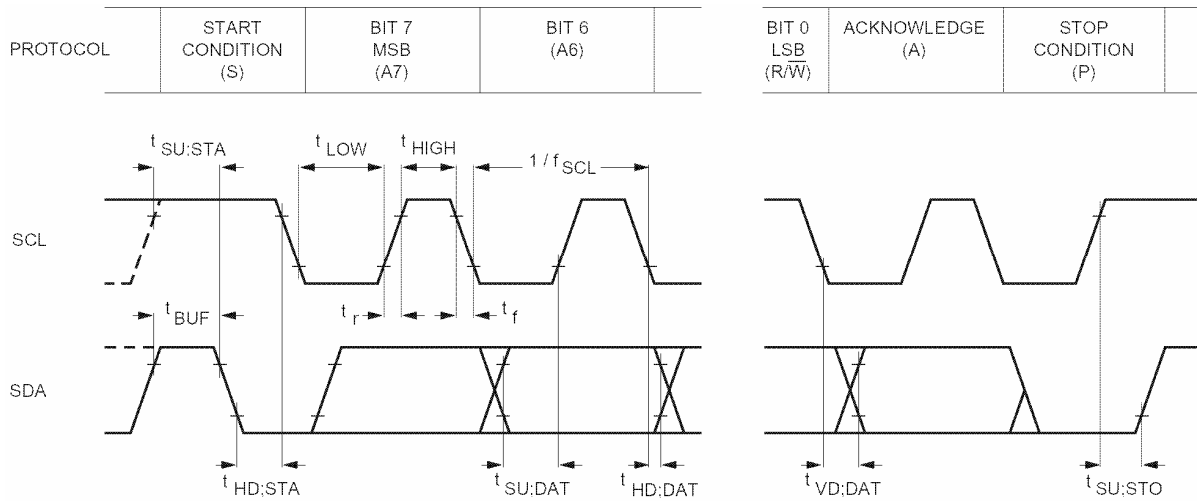 PROTOCOL
START
CONDITION
(S)
BIT 7
MSB
(A7)
BIT 6
(A6)
BIT 0
LSB
(R/W̅)
ACKNOWLEDGE
(A)
STOP
CONDITION
(P)
t SU;STA
t LOW
t HIGH
1 / f SCL
SCL
t BUF
t r
t f
SDA
t HD;STA
t SU;DAT
t HD;DAT
t VD;DAT
t SU;STO